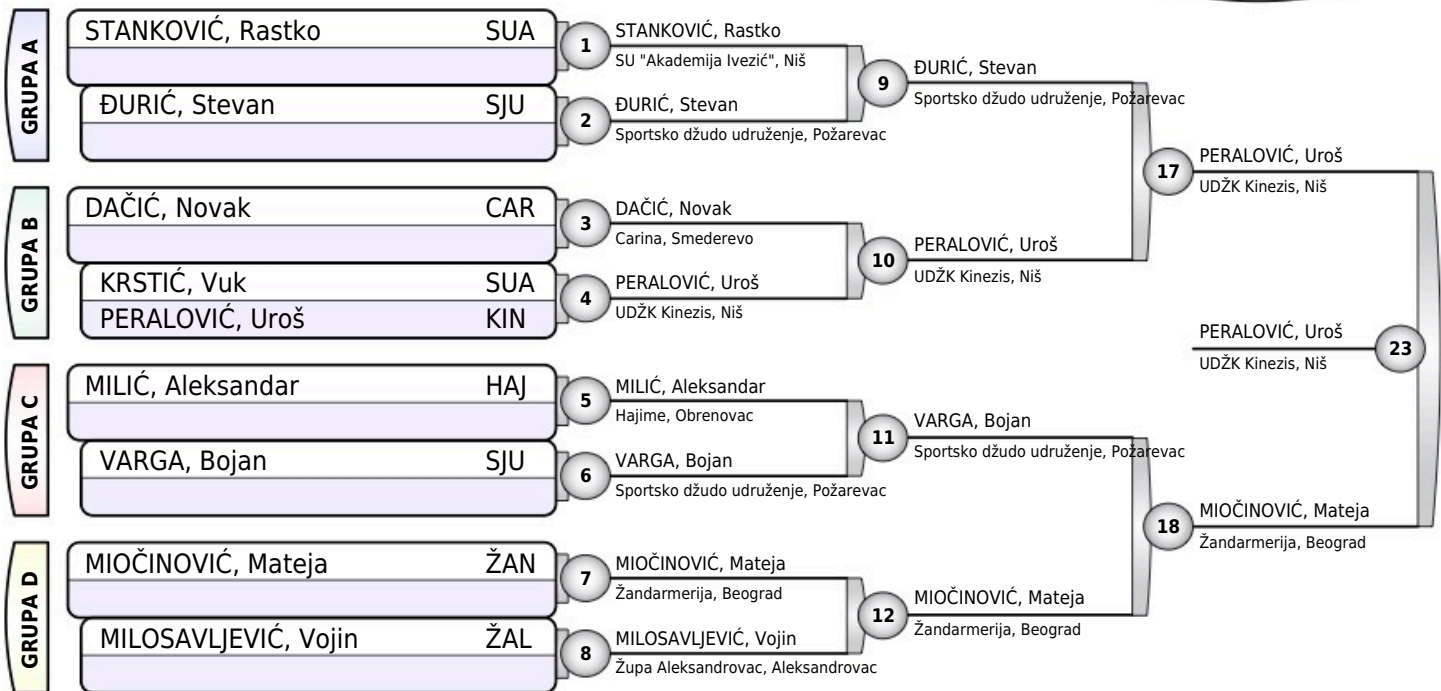 GRUPA A
STANKOVIĆ, Rastko SUA
ĐURIĆ, Stevan SJU
GRUPA B
DAČIĆ, Novak CAR
KRSTIĆ, Vuk SUA
PERALOVIĆ, Uroš KIN
GRUPA C
MILIĆ, Aleksandar HAJ
VARGA, Bojan SJU
GRUPA D
MIOČINOVIĆ, Mateja ŽAN
MILOSAVLJEVIĆ, Vojin ŽAL
1
STANKOVIĆ, Rastko
SU "Akademija Ivezić", Niš
2
ĐURIĆ, Stevan
Sportsko džudo udruženje, Požarevac
3
DAČIĆ, Novak
Carina, Smederevo
4
PERALOVIĆ, Uroš
UDŽK Kinezis, Niš
5
MILIĆ, Aleksandar
Hajime, Obrenovac
6
VARGA, Bojan
Sportsko džudo udruženje, Požarevac
7
MIOČINOVIĆ, Mateja
Žandarmerija, Beograd
8
MILOSAVLJEVIĆ, Vojin
Župa Aleksandrovac, Aleksandrovac
9
ĐURIĆ, Stevan
Sportsko džudo udruženje, Požarevac
10
PERALOVIĆ, Uroš
UDŽK Kinezis, Niš
11
VARGA, Bojan
Sportsko džudo udruženje, Požarevac
12
MIOČINOVIĆ, Mateja
Žandarmerija, Beograd
17
PERALOVIĆ, Uroš
UDŽK Kinezis, Niš
18
MIOČINOVIĆ, Mateja
Žandarmerija, Beograd
PERALOVIĆ, Uroš
UDŽK Kinezis, Niš
23